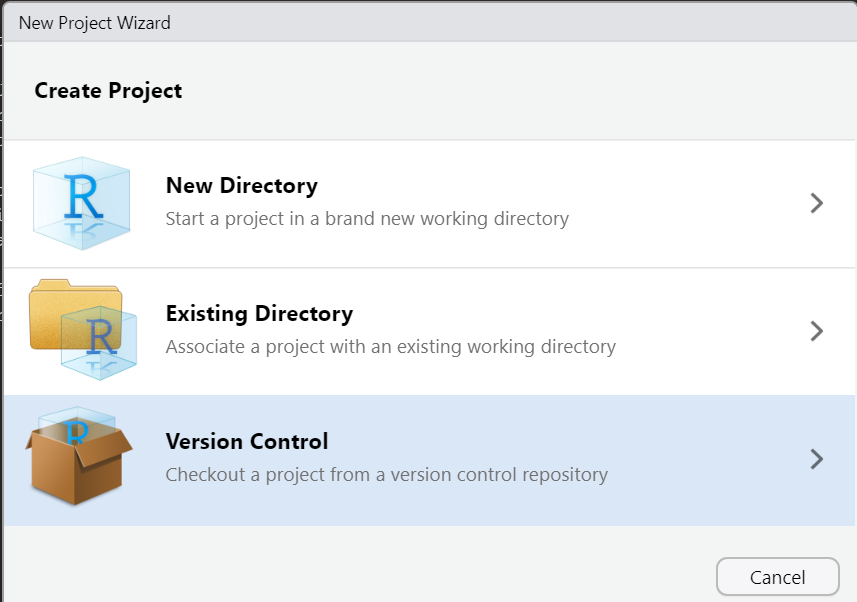 New Project Wizard
Create Project
R
New Directory
Start a project in a brand new working directory
R
Existing Directory
Associate a project with an existing working directory
R
Version Control
Checkout a project from a version control repository
Cancel